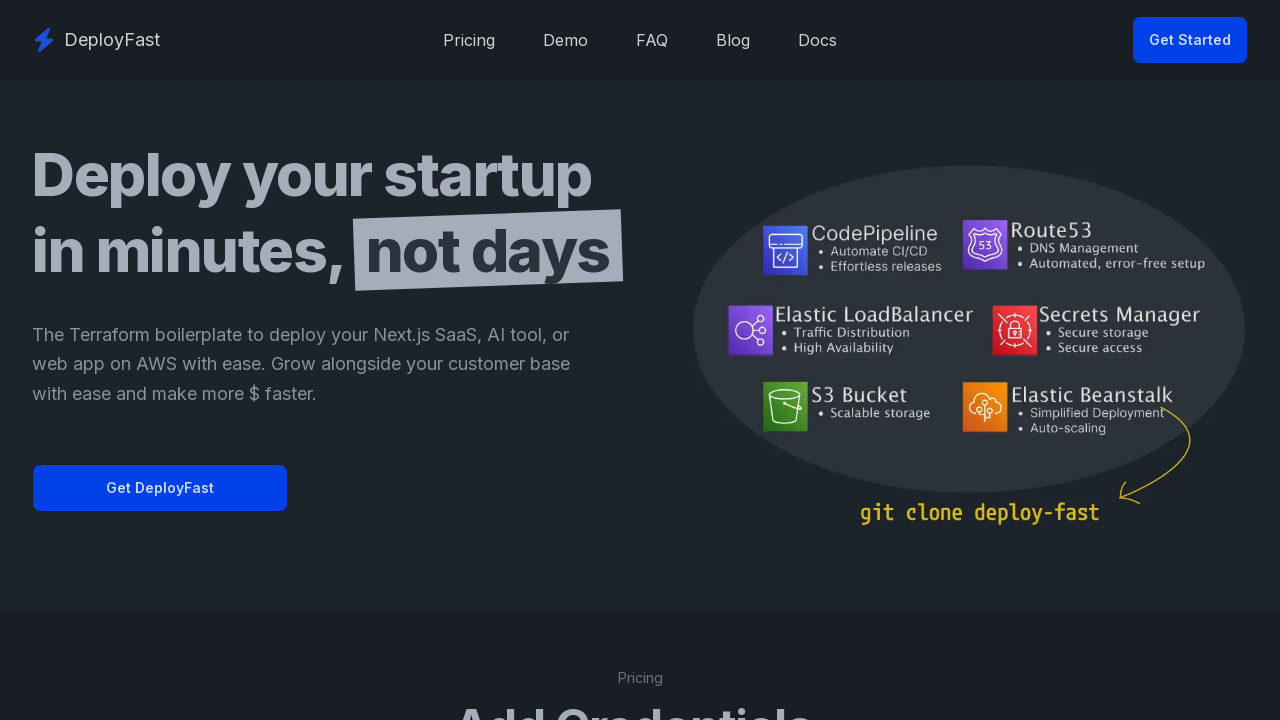 DeployFast
Pricing
Demo
FAQ
Blog
Docs
Get Started
Deploy your startup
in minutes, not days
The Terraform boilerplate to deploy your Next.js SaaS, AI tool, or
web app on AWS with ease. Grow alongside your customer base
with ease and make more $ faster.
Get DeployFast
CodePipeline
• Automate CI/CD
• Effortless releases
Route53
• DNS Management
• Automated, error-free setup
Elastic LoadBalancer
• Traffic Distribution
• High Availability
Secrets Manager
• Secure storage
• Secure access
S3 Bucket
• Scalable storage
Elastic Beanstalk
• Simplified Deployment
• Auto-scaling
git clone deploy-fast
Pricing
Add Credentials,